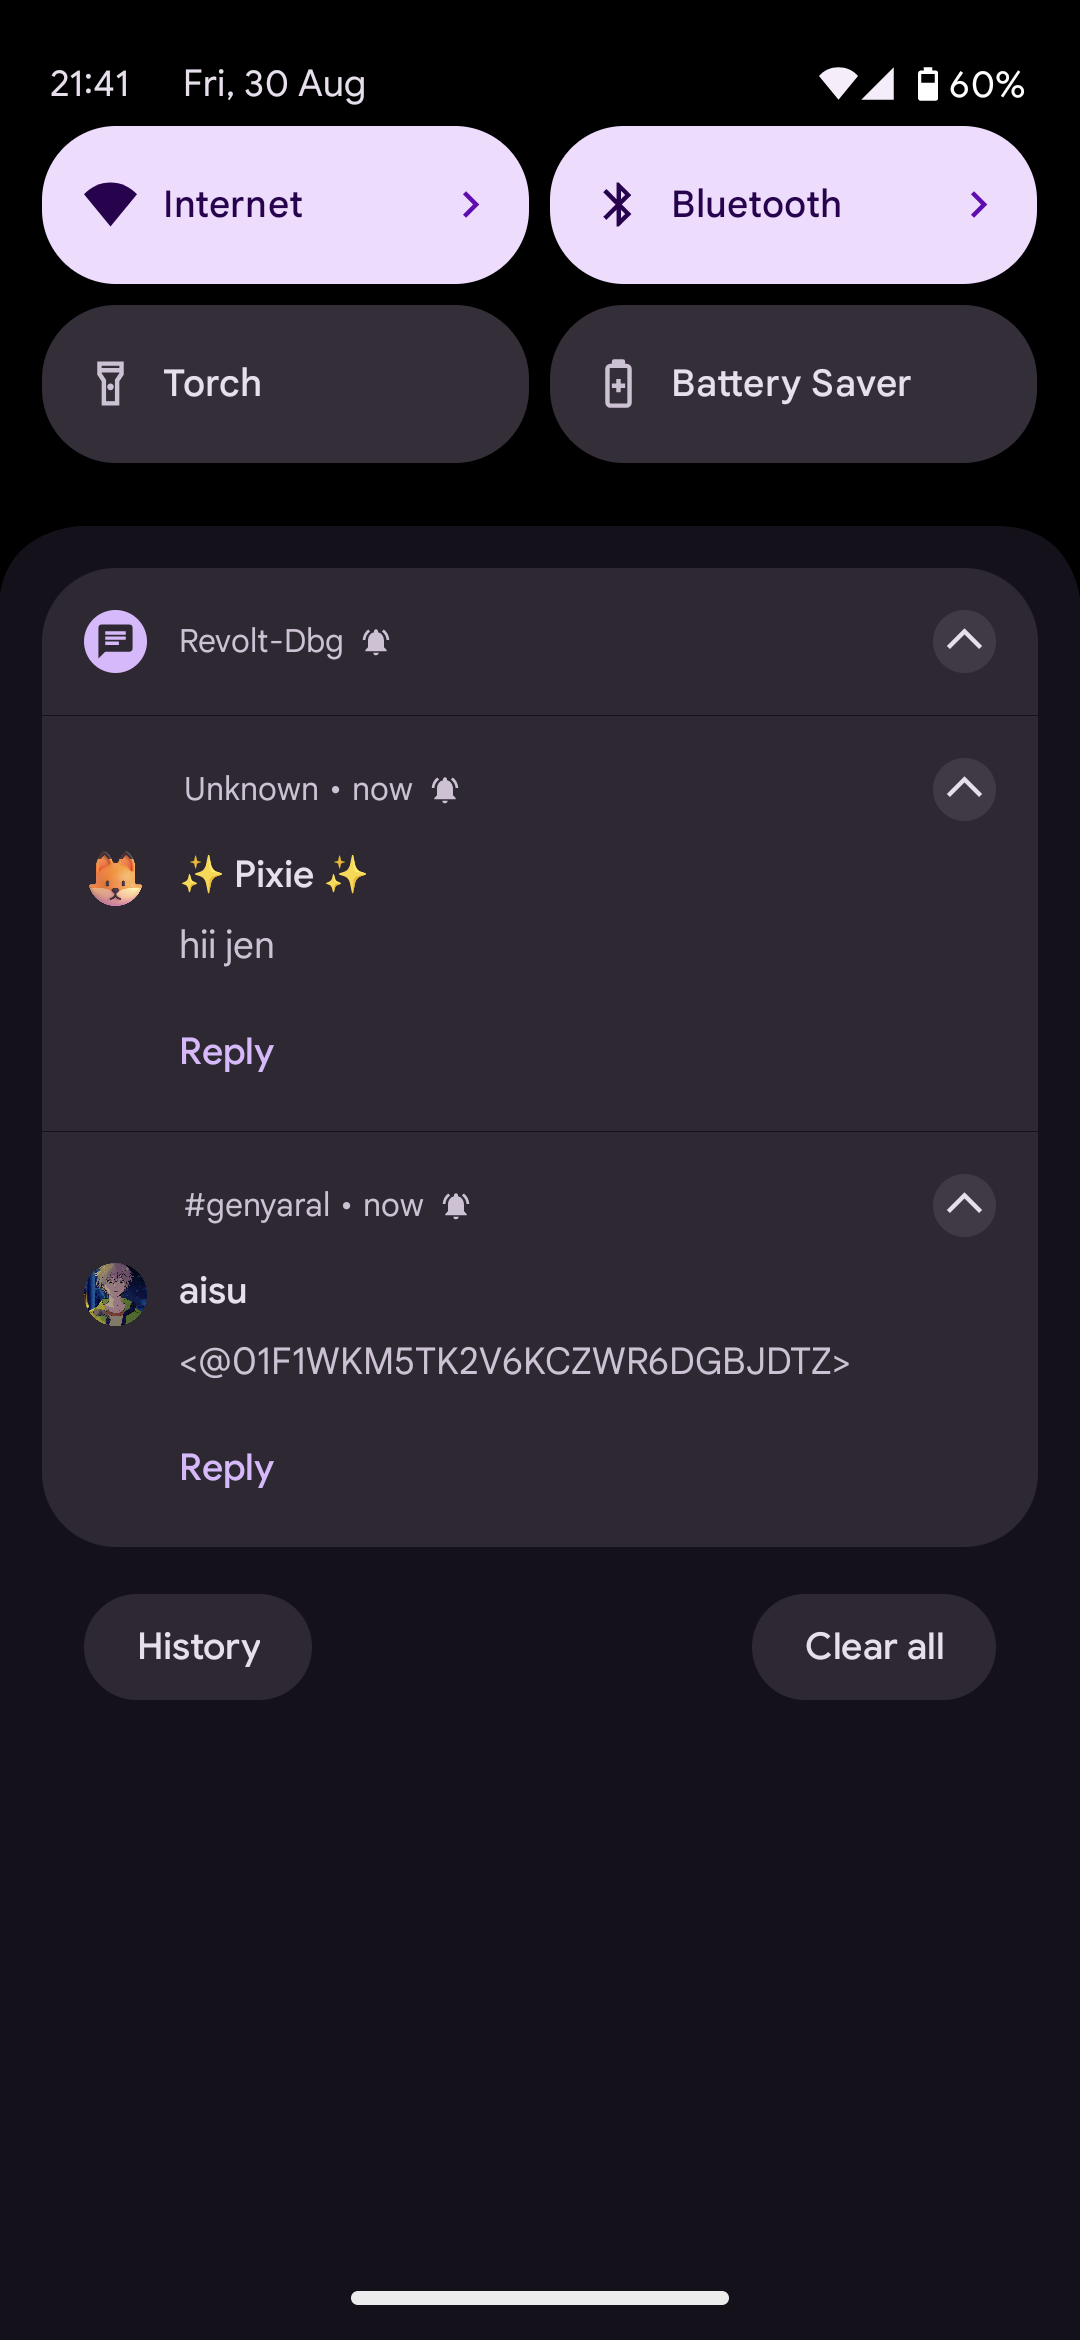 21:41 Fri, 30 Aug 60%
Internet Bluetooth
Torch Battery Saver
Revolt-Dbg
Unknown • now
✨ Pixie ✨
hii jen
Reply
#genyaral • now
aisu
<@01F1WKM5TK2V6KCZWR6DGBJDTZ>
Reply
History Clear all